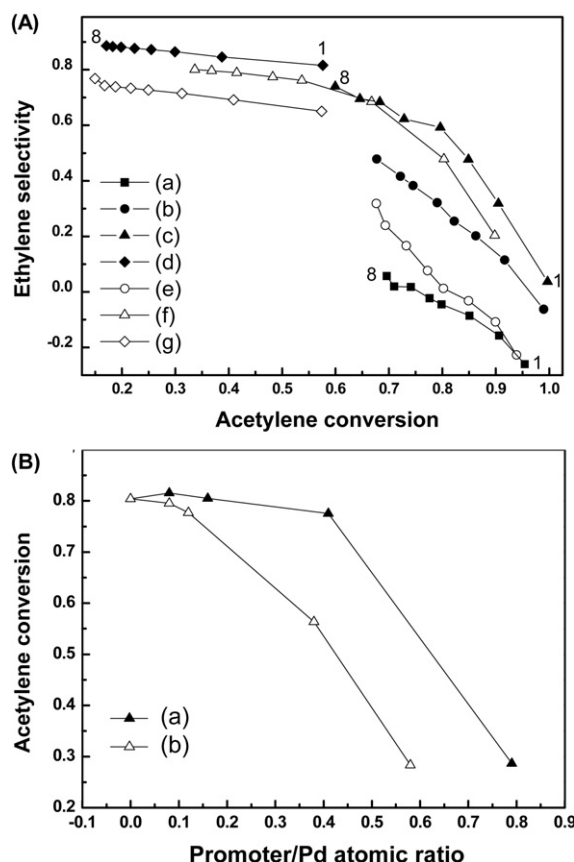 (A)
8
1
8
1
8
1
(a)
(b)
(c)
(d)
(e)
(f)
(g)
0.8
0.6
0.4
0.2
0.0
-0.2
Ethylene selectivity
0.2 0.3 0.4 0.5 0.6 0.7 0.8 0.9 1.0
Acetylene conversion
(B)
0.8
0.7
0.6
0.5
0.4
0.3
0.2
Acetylene conversion
(a)
(b)
-0.1 0.0 0.1 0.2 0.3 0.4 0.5 0.6 0.7 0.8 0.9
Promoter/Pd atomic ratio